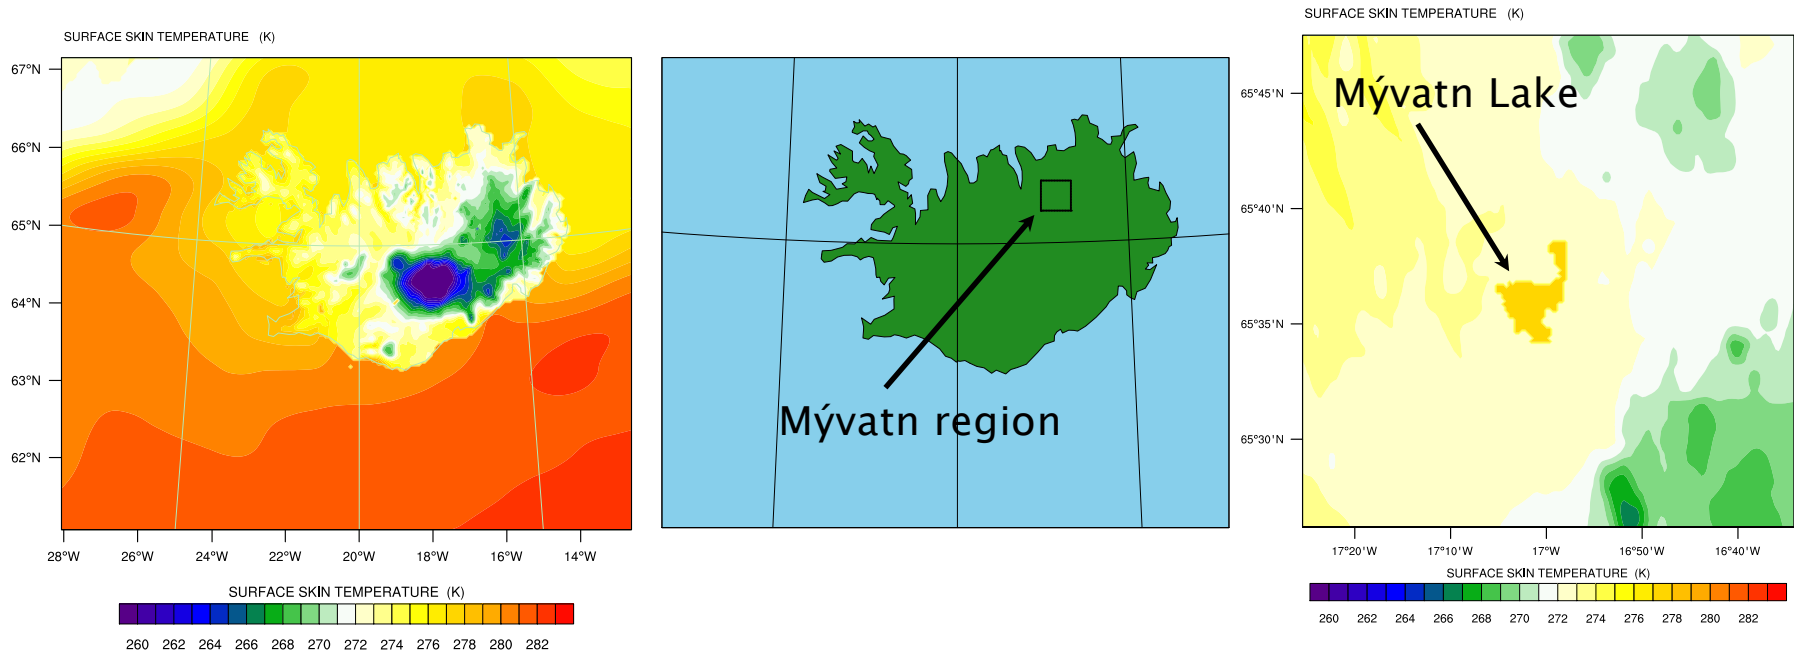 SURFACE SKIN TEMPERATURE (K)
67°N
66°N
65°N
64°N
63°N
62°N
28°W 26°W 24°W 22°W 20°W 18°W 16°W 14°W
SURFACE SKIN TEMPERATURE (K)
260 262 264 266 268 270 272 274 276 278 280 282
Mývatn region
SURFACE SKIN TEMPERATURE (K)
Mývatn Lake
65°45'N
65°40'N
65°35'N
65°30'N
17°20'W 17°10'W 17°W 16°50'W 16°40'W
SURFACE SKIN TEMPERATURE (K)
260 262 264 266 268 270 272 274 276 278 280 282